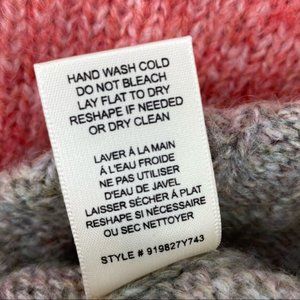 HAND WASH COLD
DO NOT BLEACH
LAY FLAT TO DRY
RESHAPE IF NEEDED
OR DRY CLEAN
LAVER À LA MAIN
À L'EAU FROIDE
NE PAS UTILISER
D'EAU DE JAVEL
LAISSER SÉCHER À PLAT
RESHAPE SI NÉCESSAIRE
OU SEC NETTOYER
STYLE # 919827Y743